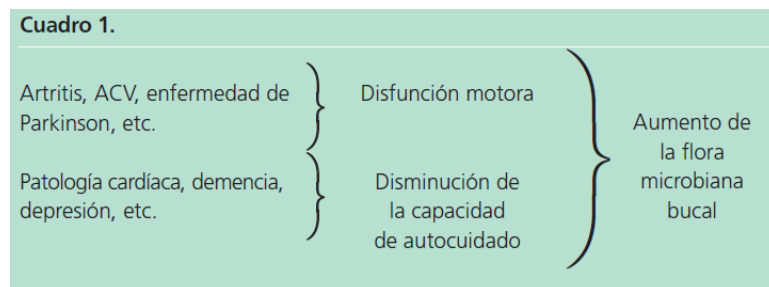 Cuadro 1.
Artritis, ACV, enfermedad de
Parkinson, etc.
Disfunción motora
Patología cardíaca, demencia,
depresión, etc.
Disminución de
la capacidad
de autocuidado
Aumento de
la flora
microbiana
bucal